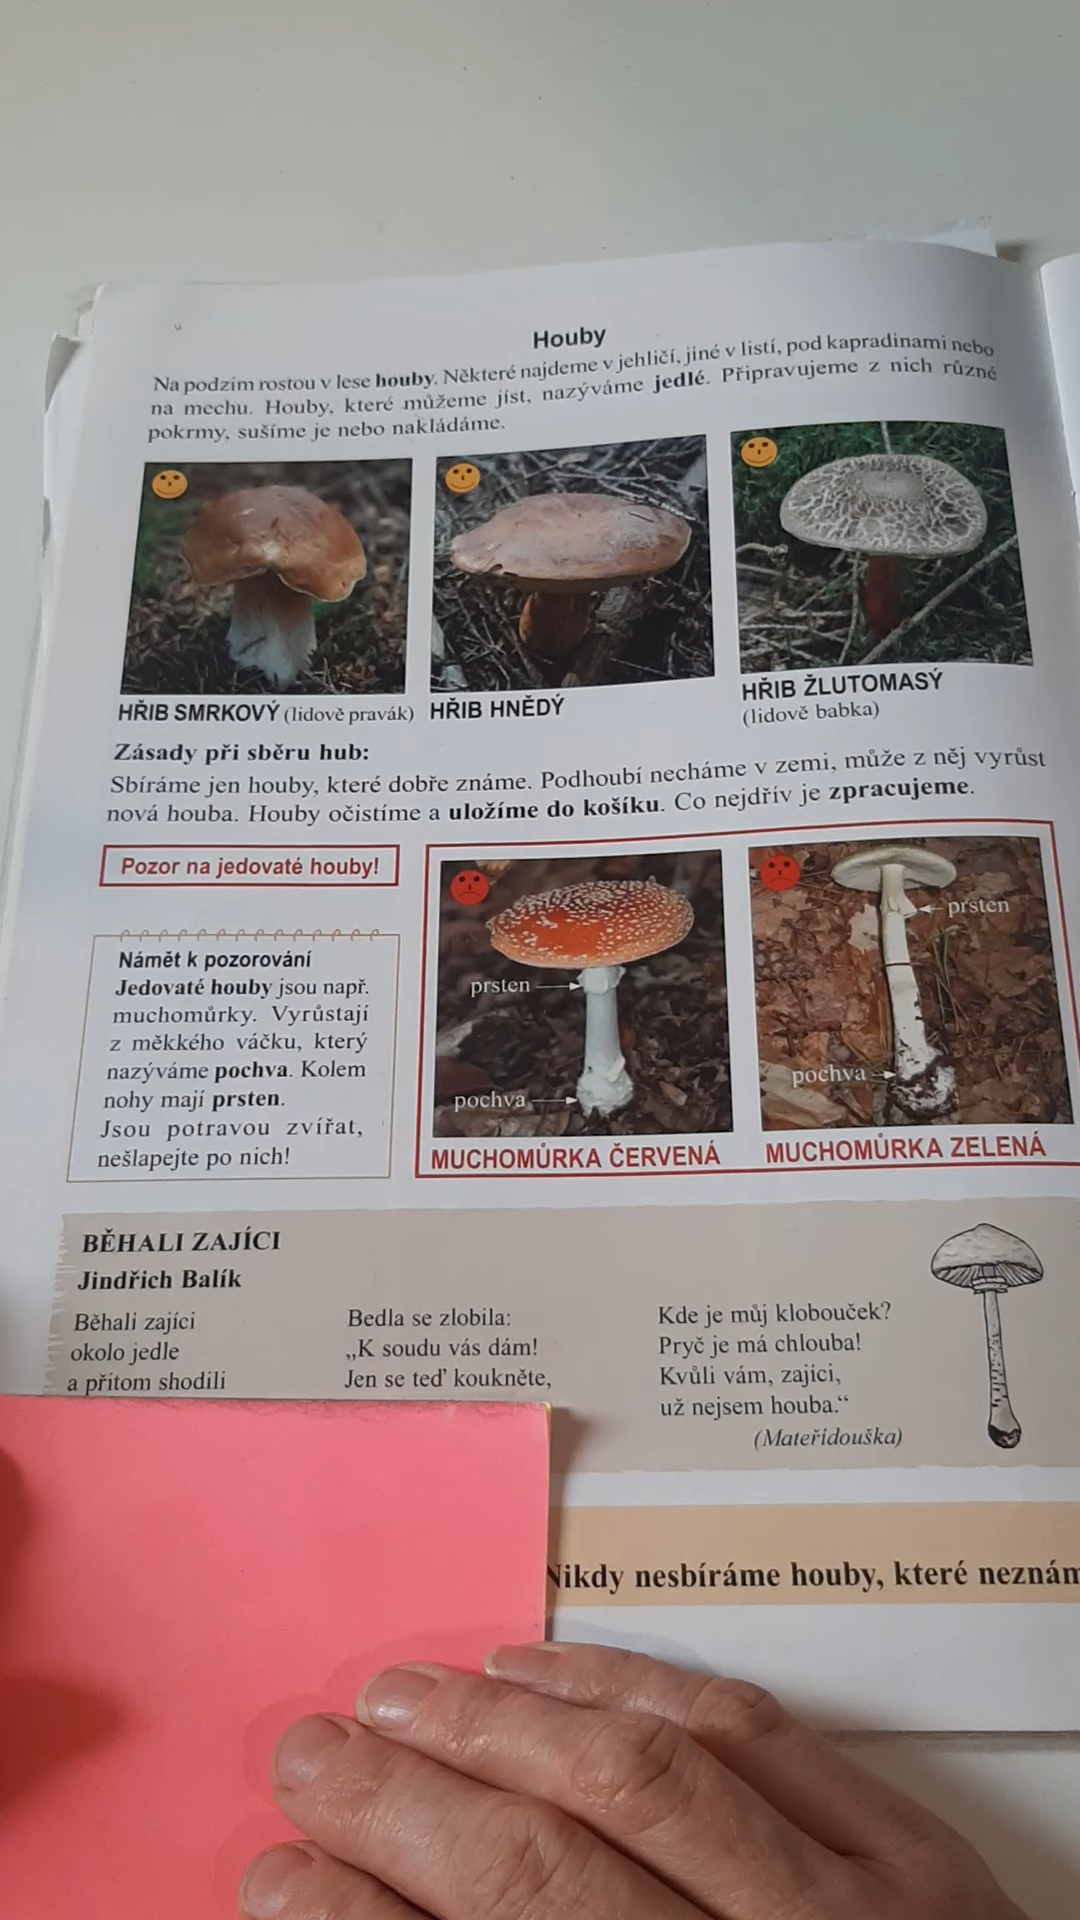 Houby
Na podzim rostou v lese houby. Některé najdeme v jehličí, jiné v listí, pod kapradinami nebo
na mechu. Houby, které můžeme jíst, nazýváme jedlé. Připravujeme z nich různé
pokrmy, sušíme je nebo nakládáme.
HŘIB SMRKOVÝ (lidově pravák)
HŘIB HNĚDÝ
HŘIB ŽLUTOMASÝ
(lidově babka)
Zásady při sběru hub:
Sbíráme jen houby, které dobře známe. Podhoubí necháme v zemi, může z něj vyrůst
nová houba. Houby očistíme a uložíme do košíku. Co nejdřív je zpracujeme.
Pozor na jedovaté houby!
Námět k pozorování
Jedovaté houby jsou např.
muchomůrky. Vyrůstají
z měkkého váčku, který
nazýváme pochva. Kolem
nohy mají prsten.
Jsou potravou zvířat,
nešlapejte po nich!
prsten
pochva
MUCHOMŮRKA ČERVENÁ
prsten
pochva
MUCHOMŮRKA ZELENÁ
BĚHALI ZAJÍCI
Jindřich Balík
Běhali zajíci
okolo jedle
a přitom shodili
Bedla se zlobila:
„K soudu vás dám!
Jen se teď koukněte,
Kde je můj klobouček?
Pryč je má chlouba!
Kvůli vám, zajíci,
už nejsem houba.“
(Mateřídouška)
Nikdy nesbíráme houby, které